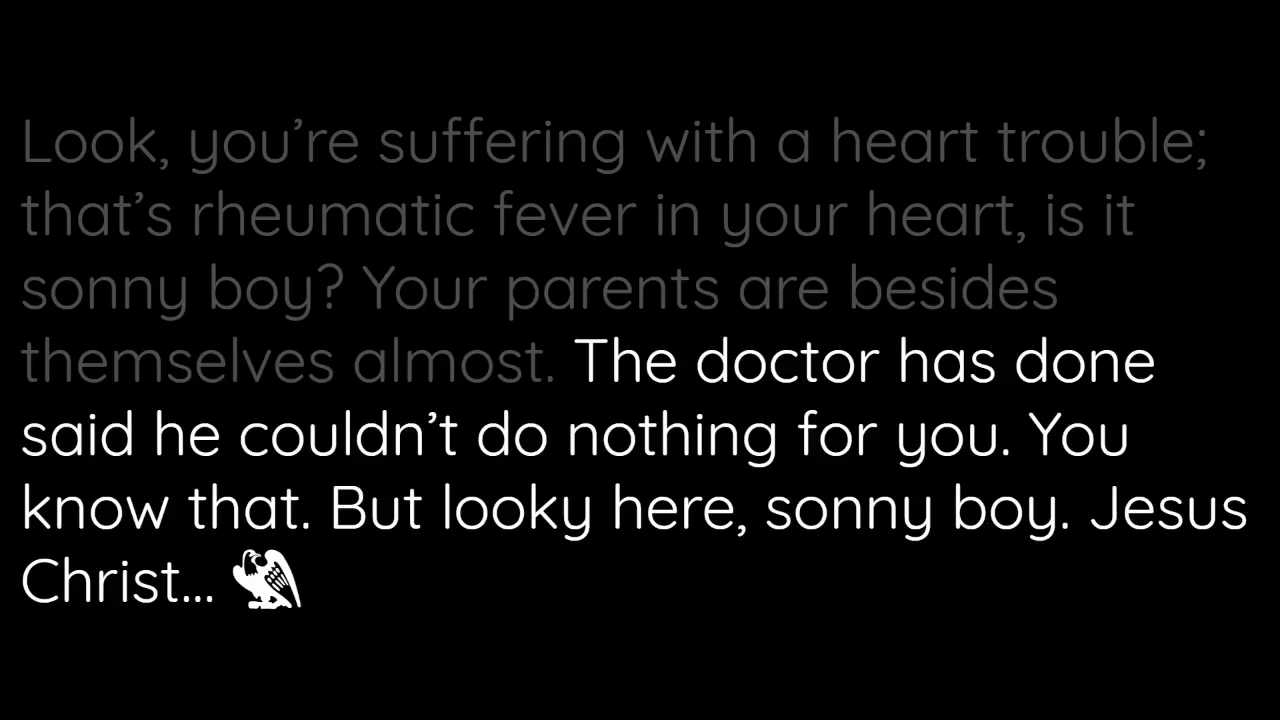 Look, you’re suffering with a heart trouble;
that’s rheumatic fever in your heart, is it
sonny boy? Your parents are besides
themselves almost. The doctor has done
said he couldn’t do nothing for you. You
know that. But looky here, sonny boy. Jesus
Christ...